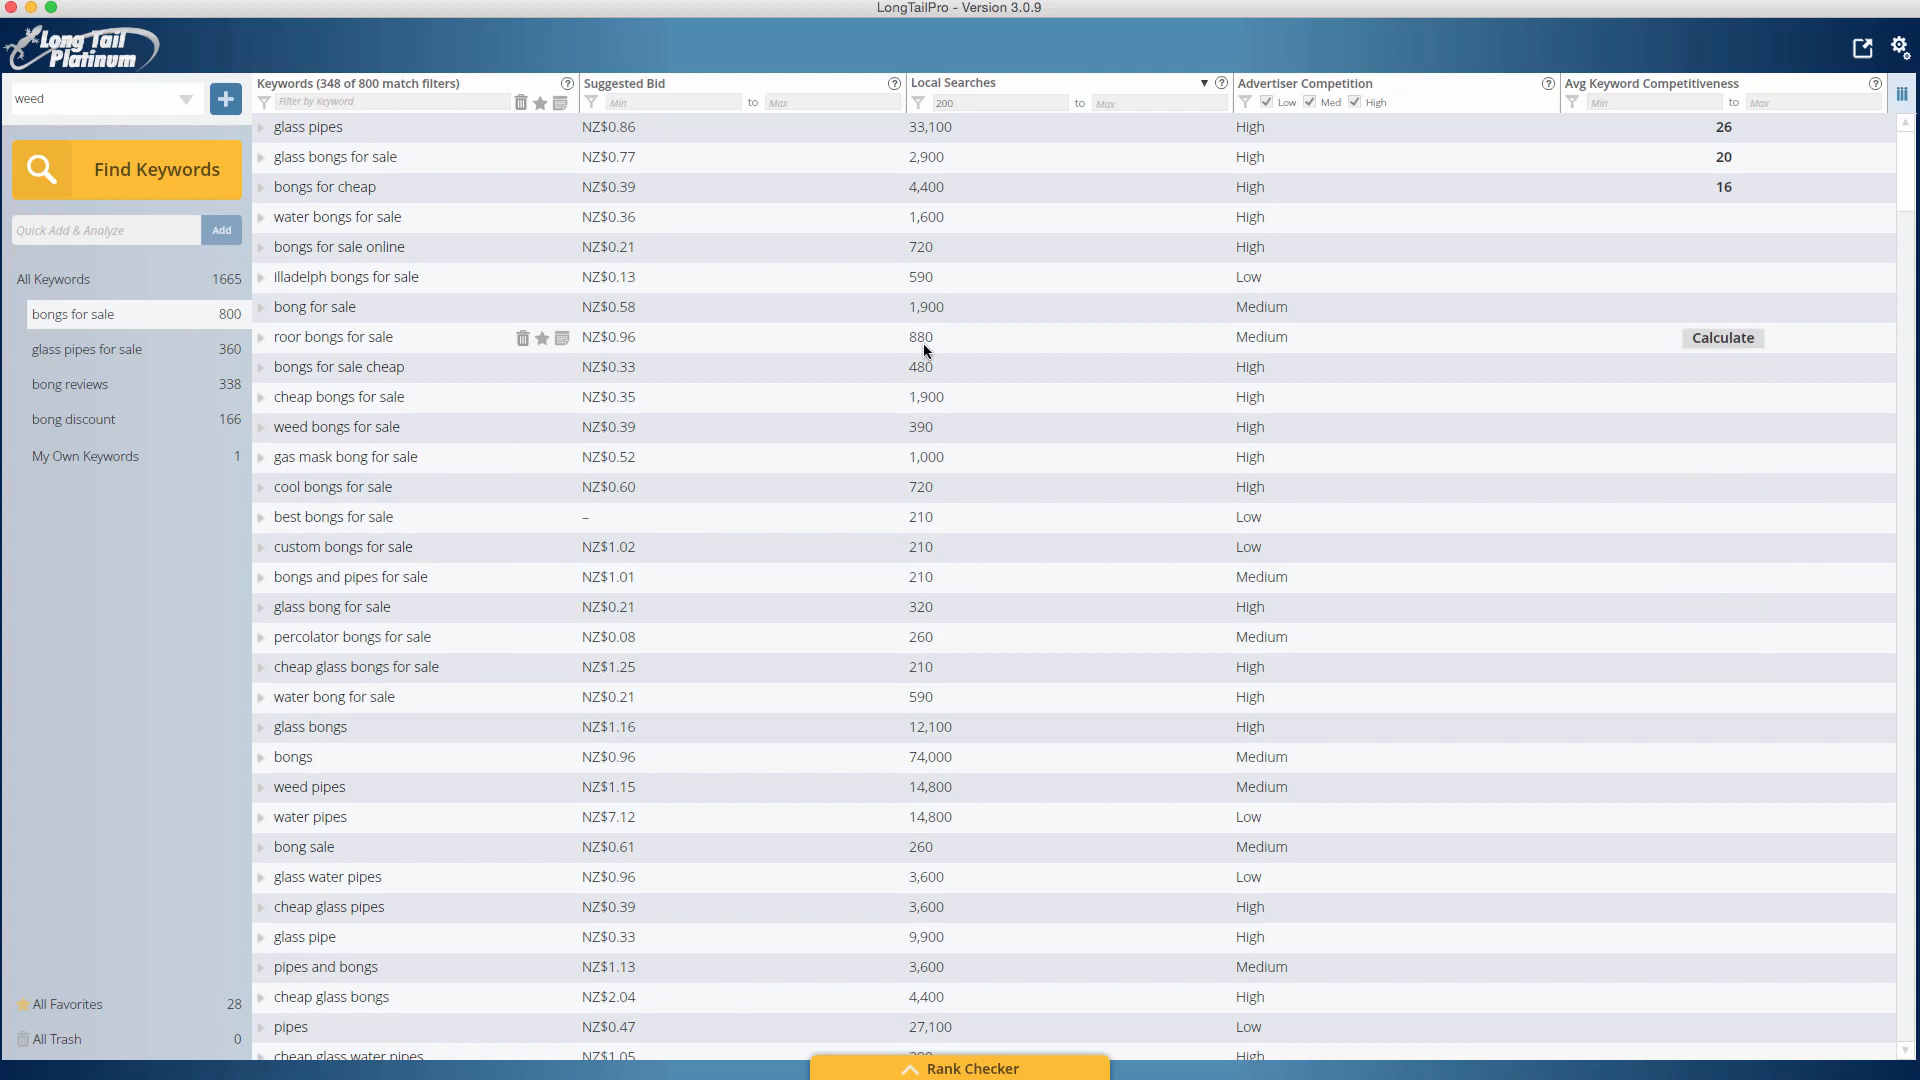 LongTailPro - Version 3.0.9
Long Tail
Platinum
weed
Find Keywords
Quick Add & Analyze Add
All Keywords 1665
bongs for sale 800
glass pipes for sale 360
bong reviews 338
bong discount 166
My Own Keywords 1
All Favorites 28
All Trash 0
Keywords (348 of 800 match filters) ? Suggested Bid ? Local Searches ▼ ? Advertiser Competition ? Avg Keyword Competitiveness ?
Filter by Keyword Min to Max 200 to Max Low Med High Min to Max
glass pipes NZ$0.86 33,100 High 26
glass bongs for sale NZ$0.77 2,900 High 20
bongs for cheap NZ$0.39 4,400 High 16
water bongs for sale NZ$0.36 1,600 High
bongs for sale online NZ$0.21 720 High
illadelph bongs for sale NZ$0.13 590 Low
bong for sale NZ$0.58 1,900 Medium
roor bongs for sale NZ$0.96 880 Medium Calculate
bongs for sale cheap NZ$0.33 480 High
cheap bongs for sale NZ$0.35 1,900 High
weed bongs for sale NZ$0.39 390 High
gas mask bong for sale NZ$0.52 1,000 High
cool bongs for sale NZ$0.60 720 High
best bongs for sale – 210 Low
custom bongs for sale NZ$1.02 210 Low
bongs and pipes for sale NZ$1.01 210 Medium
glass bong for sale NZ$0.21 320 High
percolator bongs for sale NZ$0.08 260 Medium
cheap glass bongs for sale NZ$1.25 210 High
water bong for sale NZ$0.21 590 High
glass bongs NZ$1.16 12,100 High
bongs NZ$0.96 74,000 Medium
weed pipes NZ$1.15 14,800 Medium
water pipes NZ$7.12 14,800 Low
bong sale NZ$0.61 260 Medium
glass water pipes NZ$0.96 3,600 Low
cheap glass pipes NZ$0.39 3,600 High
glass pipe NZ$0.33 9,900 High
pipes and bongs NZ$1.13 3,600 Medium
cheap glass bongs NZ$2.04 4,400 High
pipes NZ$0.47 27,100 Low
cheap glass water pipes NZ$1.05 High
Rank Checker